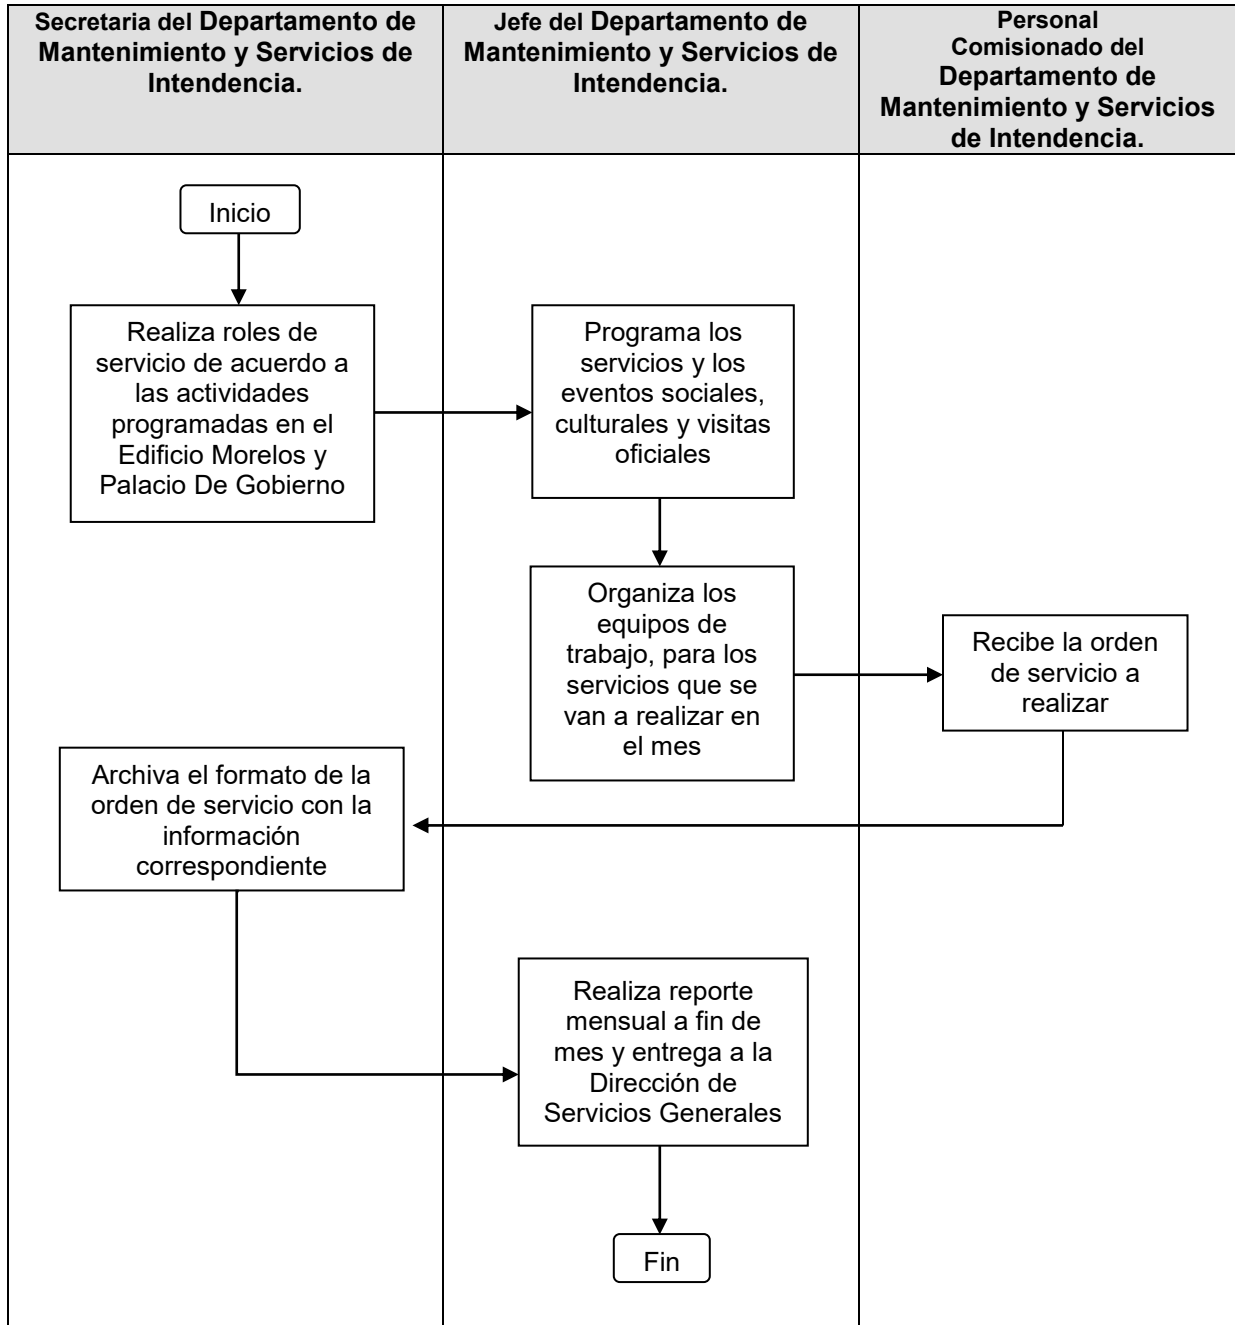 Secretaria del Departamento de
Mantenimiento y Servicios de
Intendencia.
Jefe del Departamento de
Mantenimiento y Servicios de
Intendencia.
Personal
Comisionado del
Departamento de
Mantenimiento y Servicios
de Intendencia.
Inicio
Realiza roles de
servicio de acuerdo a
las actividades
programadas en el
Edificio Morelos y
Palacio De Gobierno
Programa los
servicios y los
eventos sociales,
culturales y visitas
oficiales
Organiza los
equipos de
trabajo, para los
servicios que se
van a realizar en
el mes
Recibe la orden
de servicio a
realizar
Archiva el formato de la
orden de servicio con la
información
correspondiente
Realiza reporte
mensual a fin de
mes y entrega a la
Dirección de
Servicios Generales
Fin